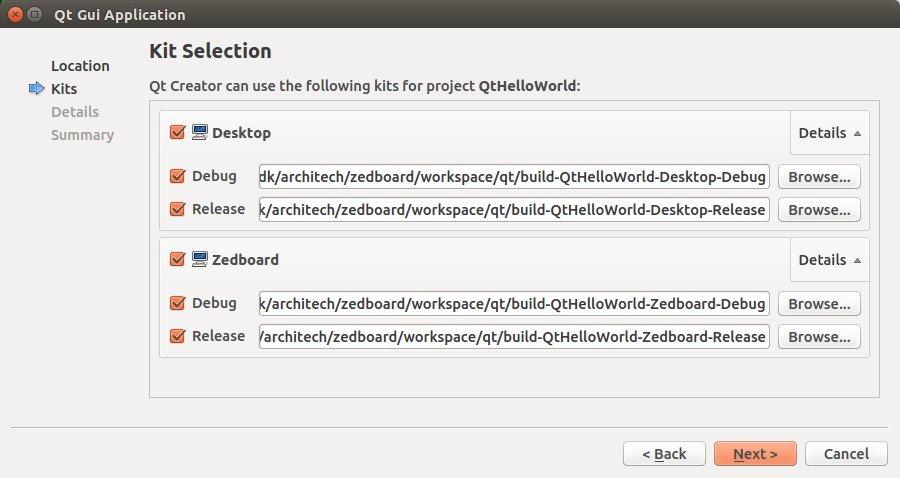 Qt Gui Application
Location
Kits
Details
Summary
Kit Selection
Qt Creator can use the following kits for project QtHelloWorld:
Desktop Details
Debug dk/architech/zedboard/workspace/qt/build-QtHelloWorld-Desktop-Debug Browse...
Release k/architech/zedboard/workspace/qt/build-QtHelloWorld-Desktop-Release Browse...
Zedboard Details
Debug k/architech/zedboard/workspace/qt/build-QtHelloWorld-Zedboard-Debug Browse...
Release /architech/zedboard/workspace/qt/build-QtHelloWorld-Zedboard-Release Browse...
< Back Next > Cancel